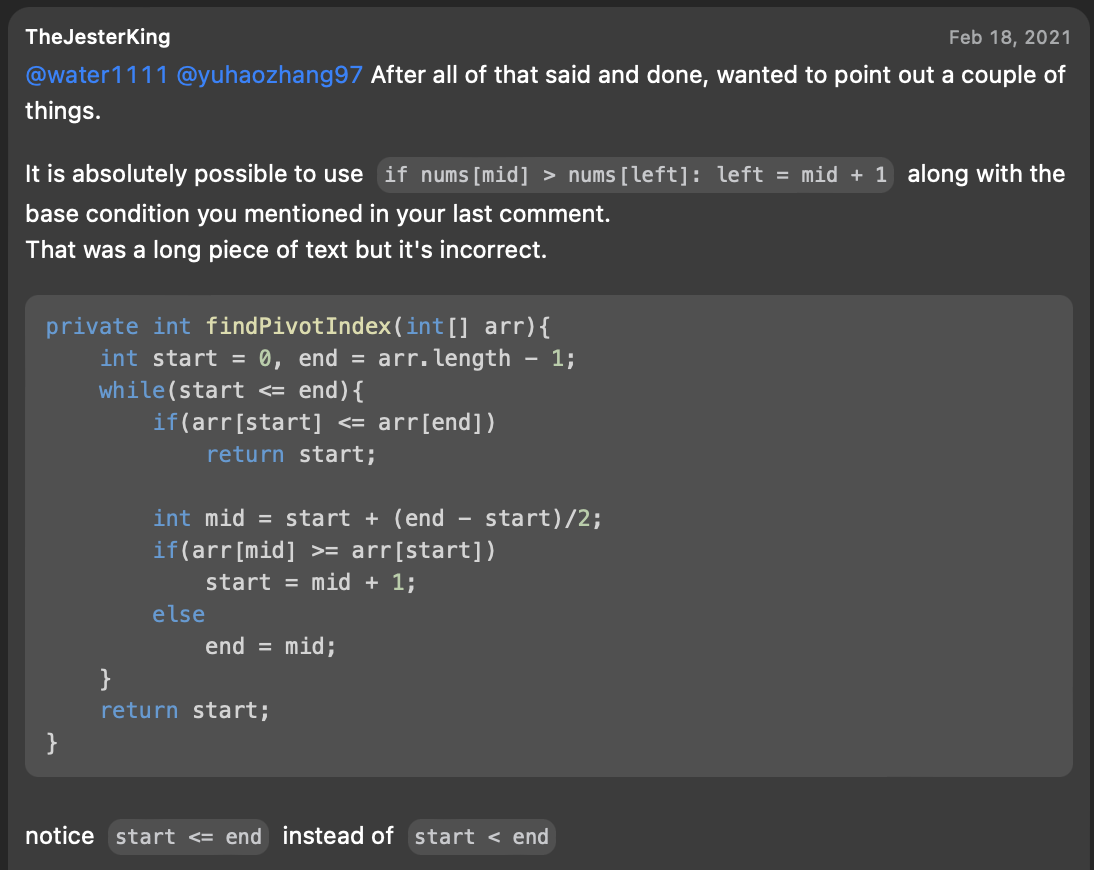 TheJesterKing
Feb 18, 2021
@water1111 @yuhaozhang97 After all of that said and done, wanted to point out a couple of
things.
It is absolutely possible to use if nums[mid] > nums[left]: left = mid + 1 along with the
base condition you mentioned in your last comment.
That was a long piece of text but it's incorrect.
private int findPivotIndex(int[] arr){
    int start = 0, end = arr.length - 1;
    while(start <= end){
        if(arr[start] <= arr[end])
            return start;
        int mid = start + (end - start)/2;
        if(arr[mid] >= arr[start])
            start = mid + 1;
        else
            end = mid;
    }
    return start;
}
notice start <= end instead of start < end